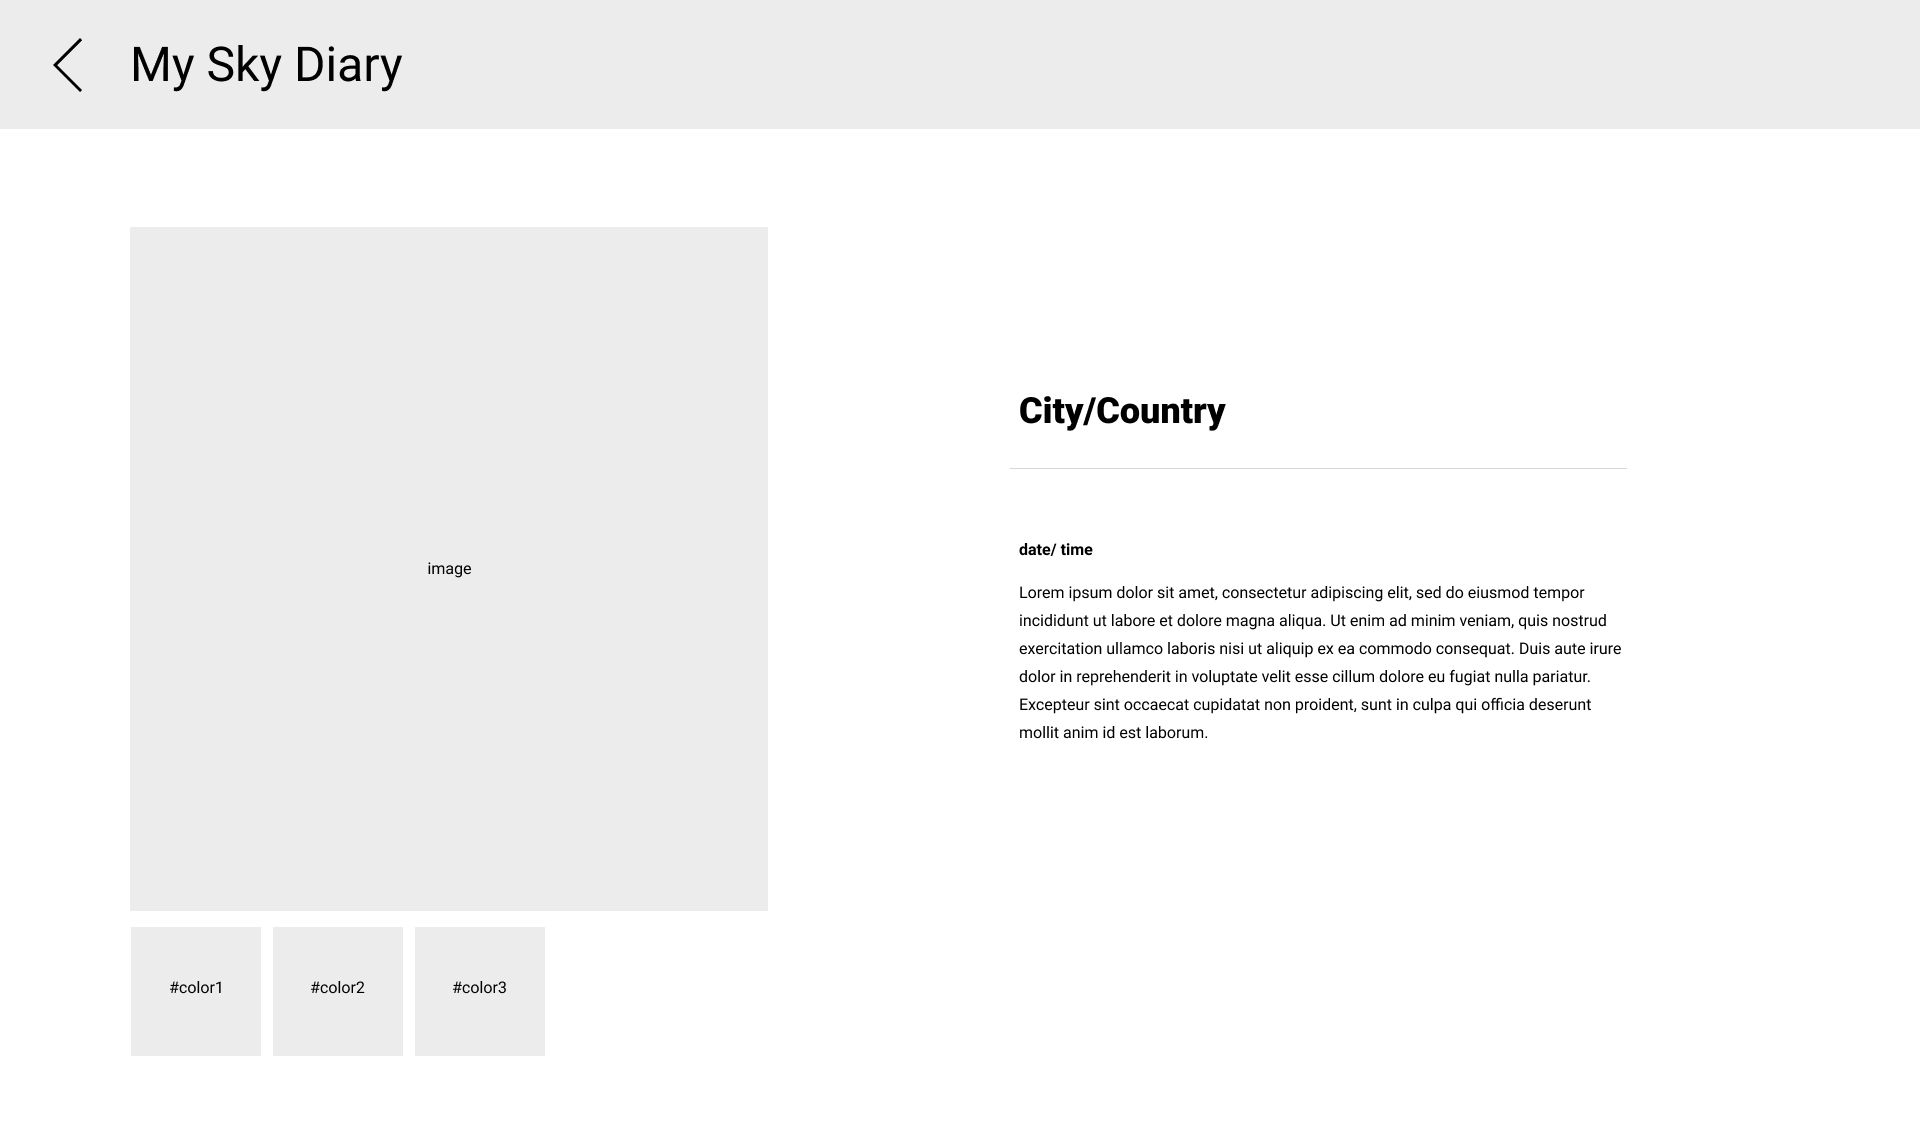 My Sky Diary
image
#color1
#color2
#color3
City/Country
date/ time
Lorem ipsum dolor sit amet, consectetur adipiscing elit, sed do eiusmod tempor
incididunt ut labore et dolore magna aliqua. Ut enim ad minim veniam, quis nostrud
exercitation ullamco laboris nisi ut aliquip ex ea commodo consequat. Duis aute irure
dolor in reprehenderit in voluptate velit esse cillum dolore eu fugiat nulla pariatur.
Excepteur sint occaecat cupidatat non proident, sunt in culpa qui officia deserunt
mollit anim id est laborum.